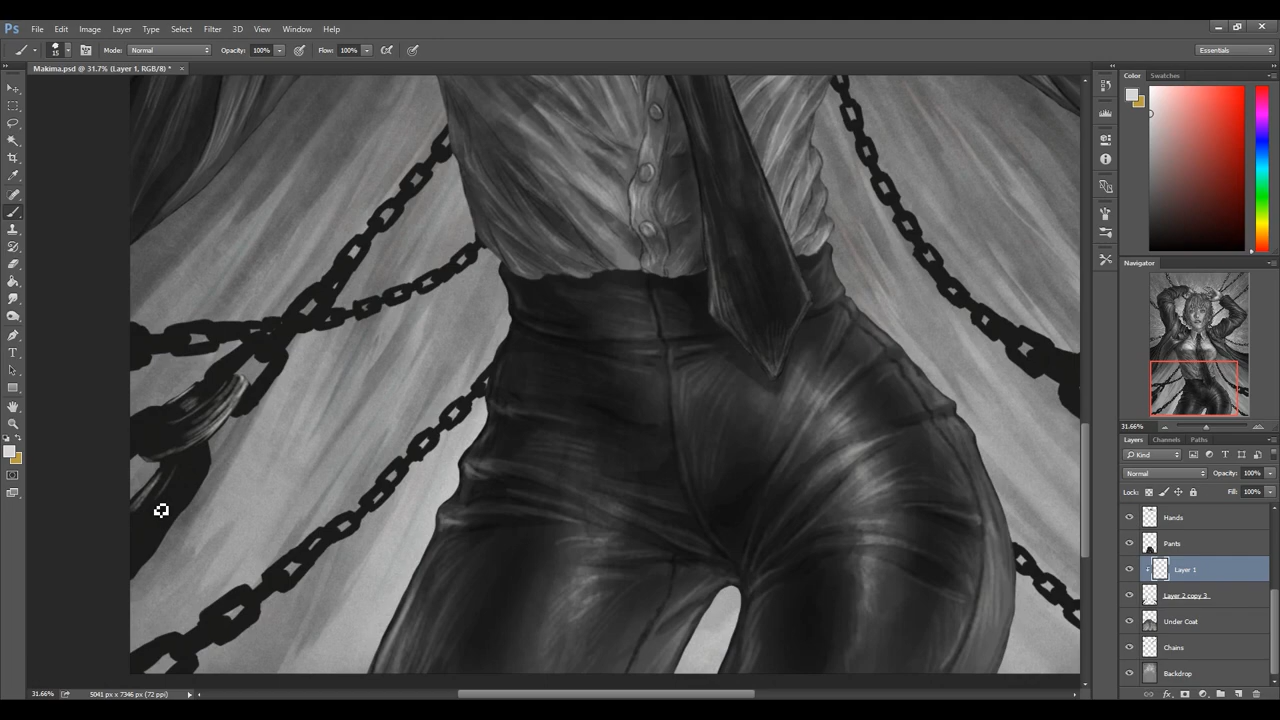 Ps File Edit Image Layer Type Select Filter 3D View Window Help
15 Mode: Normal Opacity: 100% Flow: 100% Essentials
Makima.psd @ 31.7% (Layer 1, RGB/8) * ×
Color Swatches
Navigator
31.66%
Layers Channels Paths
Kind
Normal Opacity: 100%
Lock: Fill: 100%
Hands
Pants
Layer 1
Layer 2 copy 3
Under Coat
Chains
Backdrop
31.66% 5041 px x 7346 px (72 ppi)
fx